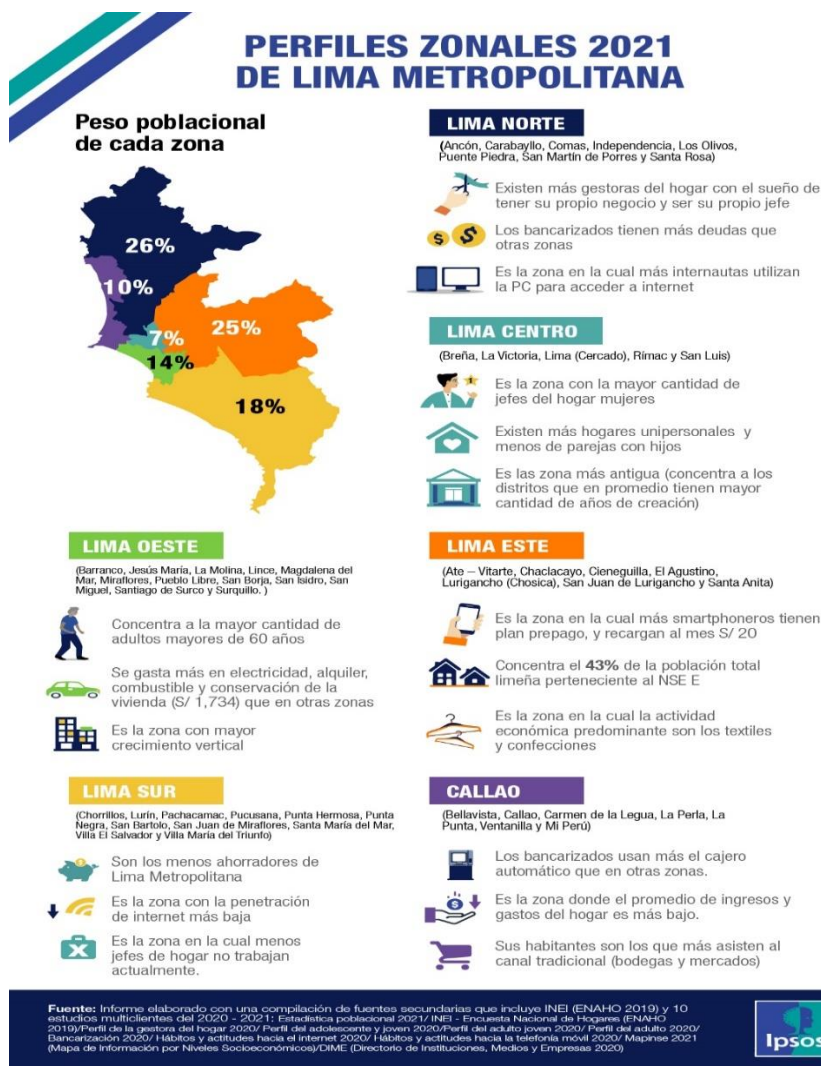 PERFILES ZONALES 2021
DE LIMA METROPOLITANA
Peso poblacional
de cada zona
26%
10%
7%
25%
14%
18%
LIMA NORTE
(Ancón, Carabayllo, Comas, Independencia, Los Olivos,
Puente Piedra, San Martín de Porres y Santa Rosa)
Existen más gestoras del hogar con el sueño de
tener su propio negocio y ser su propio jefe
$ $
Los bancarizados tienen más deudas que
otras zonas
Es la zona en la cual más internautas utilizan
la PC para acceder a internet
LIMA CENTRO
(Breña, La Victoria, Lima (Cercado), Rímac y San Luis)
Es la zona con la mayor cantidad de
jefes del hogar mujeres
Existen más hogares unipersonales y
menos de parejas con hijos
Es las zona más antigua (concentra a los
distritos que en promedio tienen mayor
cantidad de años de creación)
LIMA OESTE
(Barranco, Jesús María, La Molina, Lince, Magdalena del
Mar, Miraflores, Pueblo Libre, San Borja, San Isidro, San
Miguel, Santiago de Surco y Surquillo. )
Concentra a la mayor cantidad de
adultos mayores de 60 años
Se gasta más en electricidad, alquiler,
combustible y conservación de la
vivienda (S/ 1,734) que en otras zonas
Es la zona con mayor
crecimiento vertical
LIMA ESTE
(Ate – Vitarte, Chaclacayo, Cieneguilla, El Agustino,
Lurigancho (Chosica), San Juan de Lurigancho y Santa Anita)
Es la zona en la cual más smartphoneros tienen
plan prepago, y recargan al mes S/ 20
Concentra el 43% de la población total
limeña perteneciente al NSE E
Es la zona en la cual la actividad
económica predominante son los textiles
y confecciones
LIMA SUR
(Chorrillos, Lurín, Pachacamac, Pucusana, Punta Hermosa, Punta
Negra, San Bartolo, San Juan de Miraflores, Santa María del Mar,
Villa El Salvador y Villa María del Triunfo)
Son los menos ahorradores de
Lima Metropolitana
Es la zona con la penetración
de internet más baja
Es la zona en la cual menos
jefes de hogar no trabajan
actualmente.
CALLAO
(Bellavista, Callao, Carmen de la Legua, La Perla, La
Punta, Ventanilla y Mi Perú)
Los bancarizados usan más el cajero
automático que en otras zonas.
$
Es la zona donde el promedio de ingresos y
gastos del hogar es más bajo.
Sus habitantes son los que más asisten al
canal tradicional (bodegas y mercados)
Fuente: Informe elaborado con una compilación de fuentes secundarias que incluye INEI (ENAHO 2019) y 10
estudios multiclientes del 2020 - 2021: Estadística poblacional 2021/ INEI - Encuesta Nacional de Hogares (ENAHO
2019)/Perfil de la gestora del hogar 2020/ Perfil del adolescente y joven 2020/Perfil del adulto joven 2020/ Perfil del adulto 2020/
Bancarización 2020/ Hábitos y actitudes hacia el internet 2020/ Hábitos y actitudes hacia la telefonía móvil 2020/ Mapinse 2021
(Mapa de Información por Niveles Socioeconómicos)/DIME (Directorio de Instituciones, Medios y Empresas 2020)
Ipsos